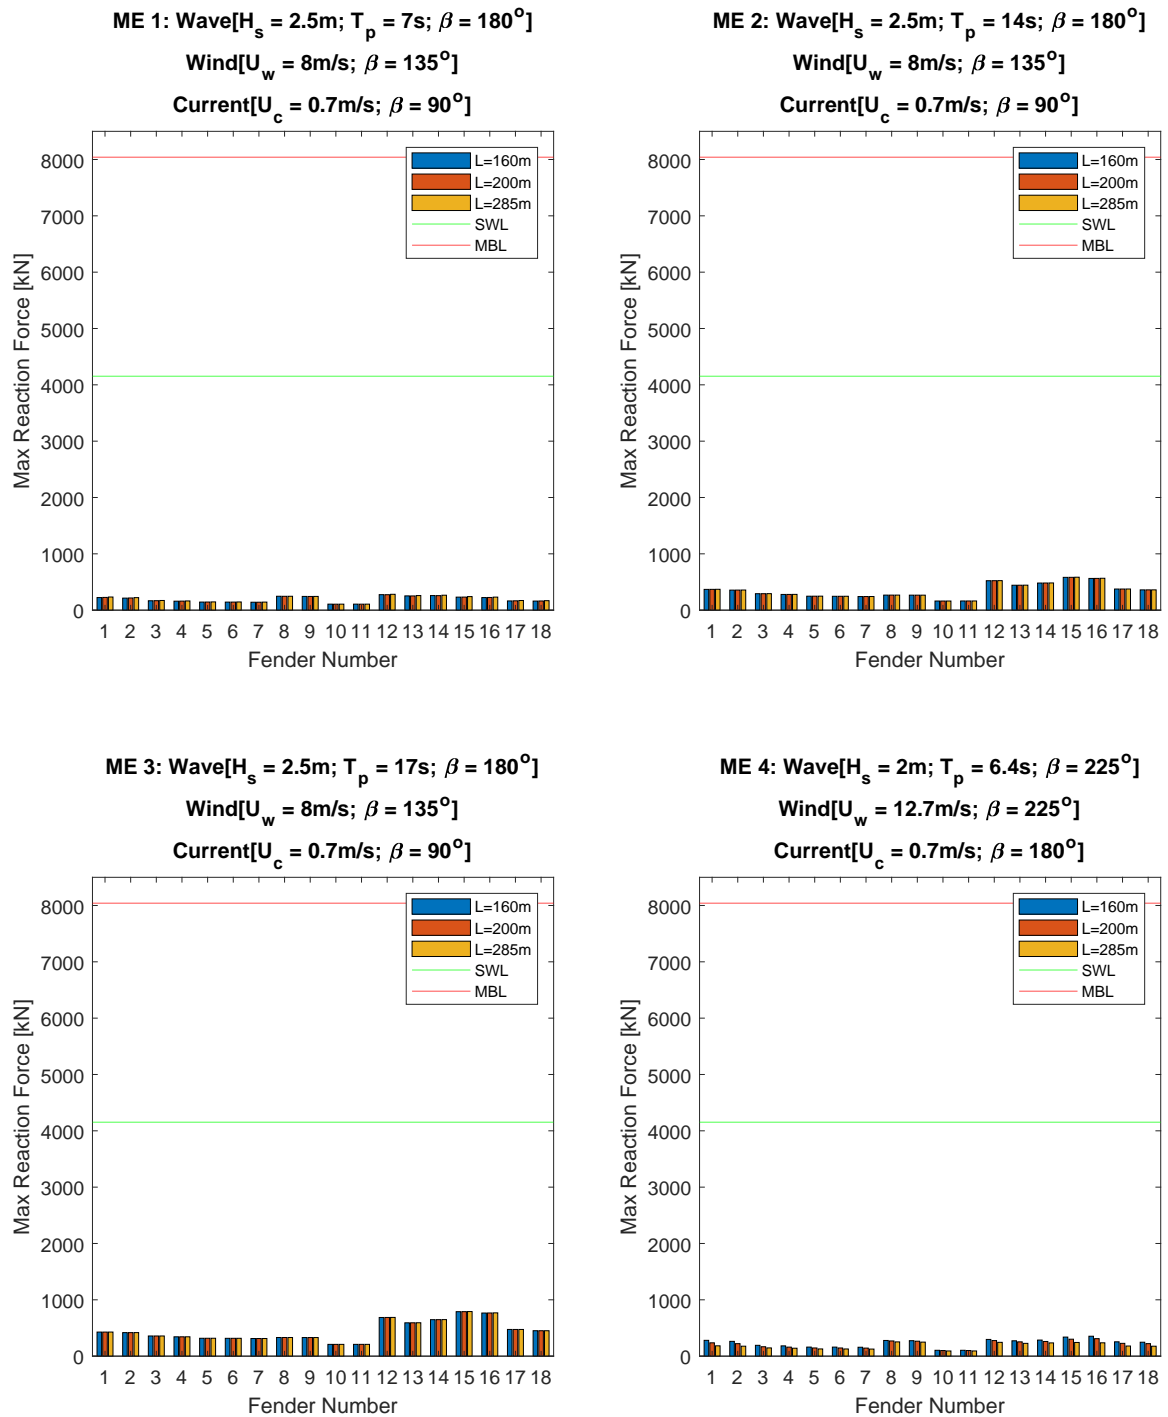 ME 1: Wave[H_s = 2.5m; T_p = 7s; β = 180°]
Wind[U_w = 8m/s; β = 135°]
Current[U_c = 0.7m/s; β = 90°]
8000
7000
6000
5000
4000
3000
2000
1000
0
Max Reaction Force [kN]
L=160m
L=200m
L=285m
SWL
MBL
1 2 3 4 5 6 7 8 9 10 11 12 13 14 15 16 17 18
Fender Number
ME 2: Wave[H_s = 2.5m; T_p = 14s; β = 180°]
Wind[U_w = 8m/s; β = 135°]
Current[U_c = 0.7m/s; β = 90°]
8000
7000
6000
5000
4000
3000
2000
1000
0
Max Reaction Force [kN]
L=160m
L=200m
L=285m
SWL
MBL
1 2 3 4 5 6 7 8 9 10 11 12 13 14 15 16 17 18
Fender Number
ME 3: Wave[H_s = 2.5m; T_p = 17s; β = 180°]
Wind[U_w = 8m/s; β = 135°]
Current[U_c = 0.7m/s; β = 90°]
8000
7000
6000
5000
4000
3000
2000
1000
0
Max Reaction Force [kN]
L=160m
L=200m
L=285m
SWL
MBL
1 2 3 4 5 6 7 8 9 10 11 12 13 14 15 16 17 18
Fender Number
ME 4: Wave[H_s = 2m; T_p = 6.4s; β = 225°]
Wind[U_w = 12.7m/s; β = 225°]
Current[U_c = 0.7m/s; β = 180°]
8000
7000
6000
5000
4000
3000
2000
1000
0
Max Reaction Force [kN]
L=160m
L=200m
L=285m
SWL
MBL
1 2 3 4 5 6 7 8 9 10 11 12 13 14 15 16 17 18
Fender Number